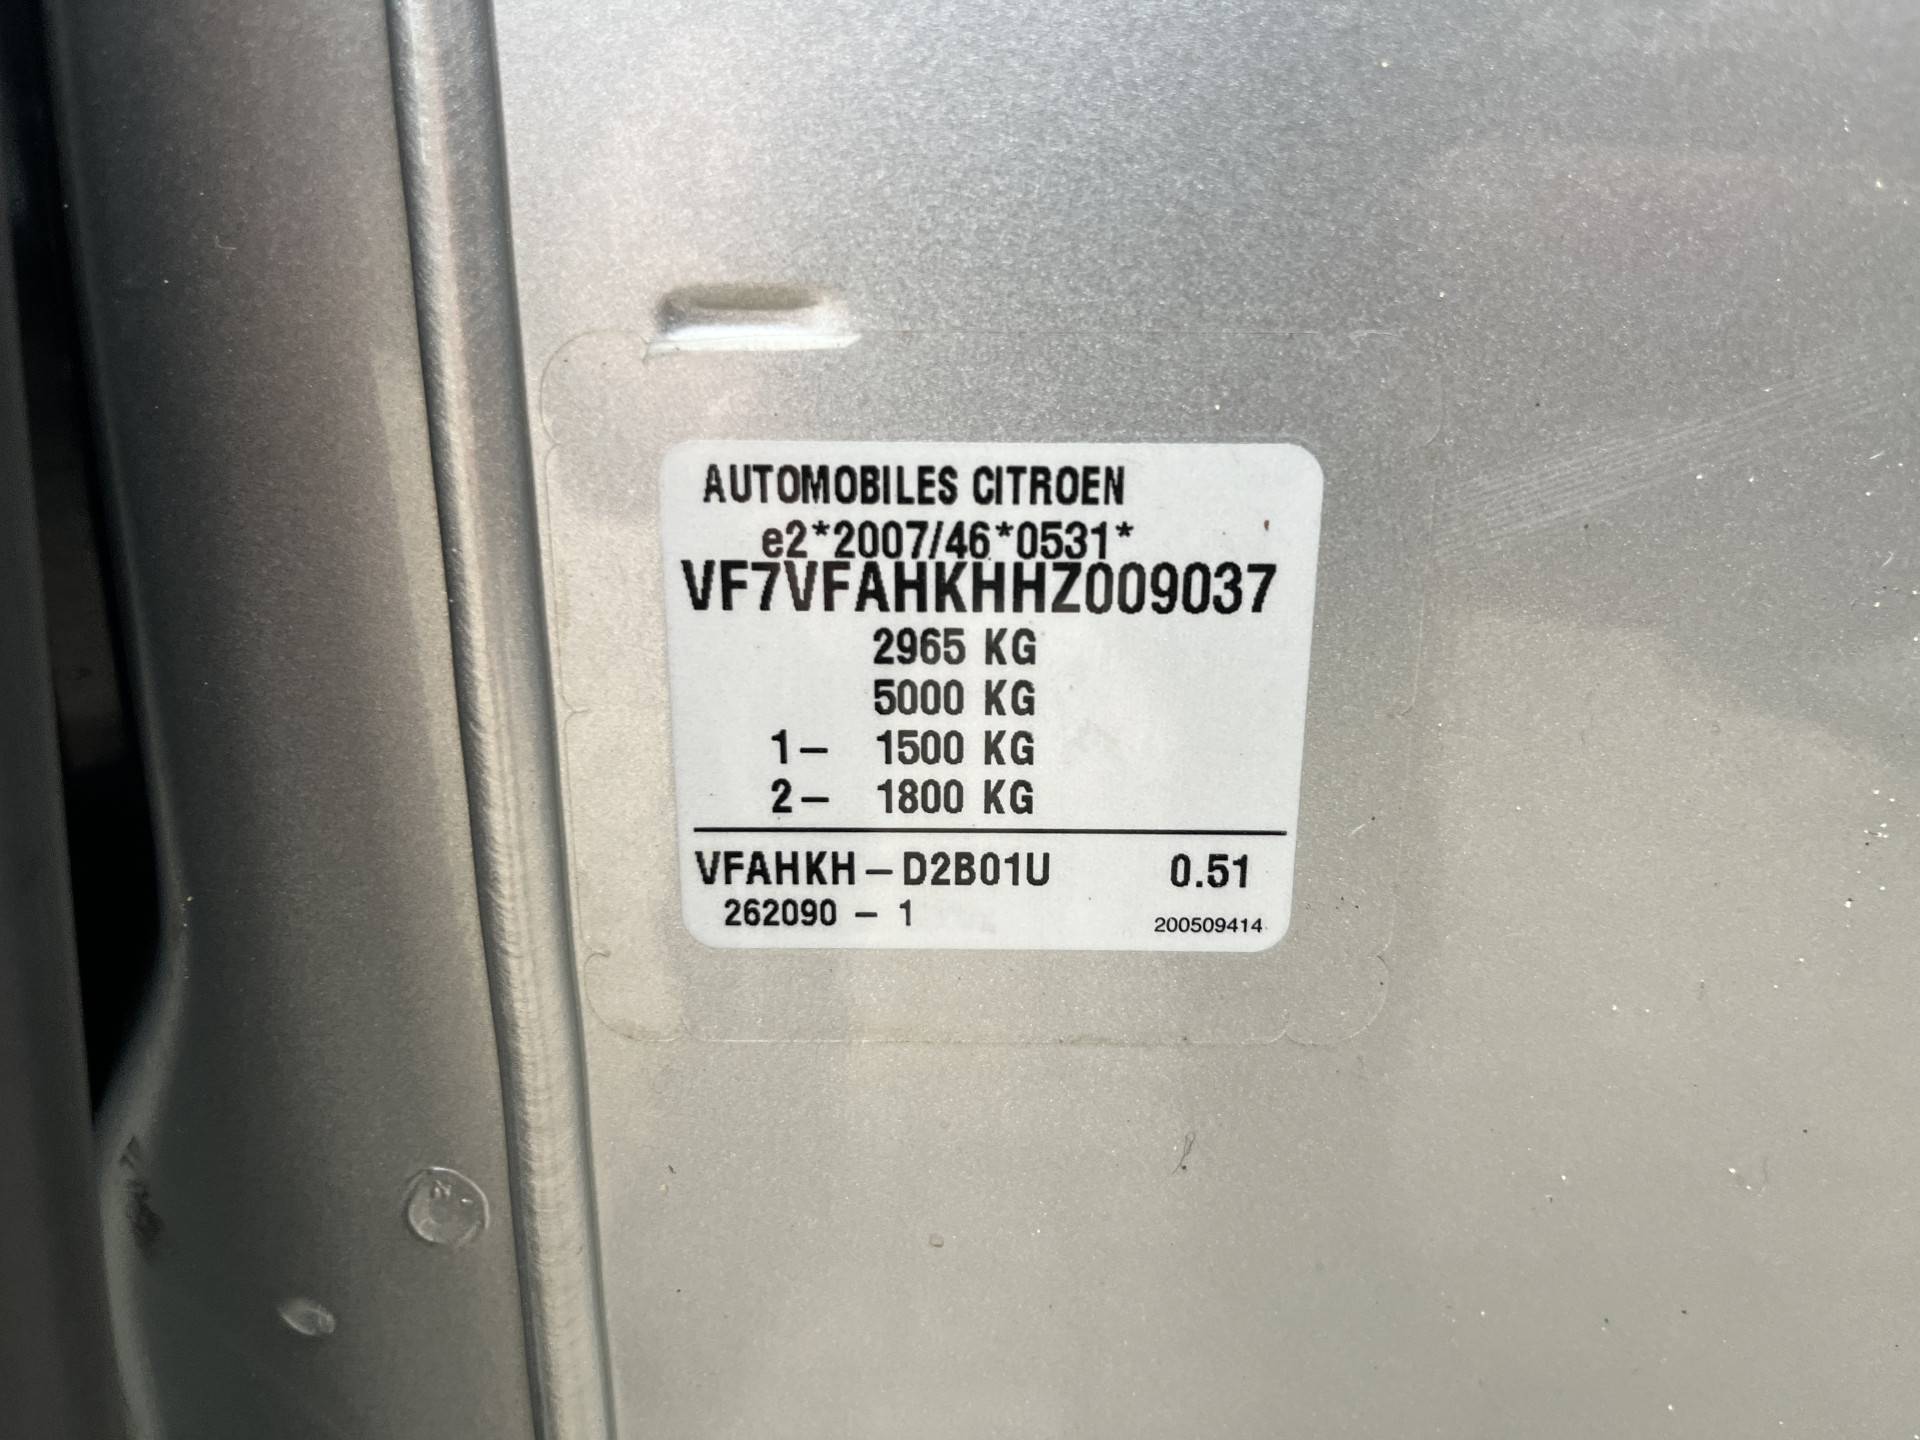 AUTOMOBILES CITROEN
e2*2007/46*0531*
VF7VFAHKHHZ009037
2965 KG
5000 KG
1– 1500 KG
2– 1800 KG
VFAHKH – D2B01U 0.51
262090 – 1 200509414